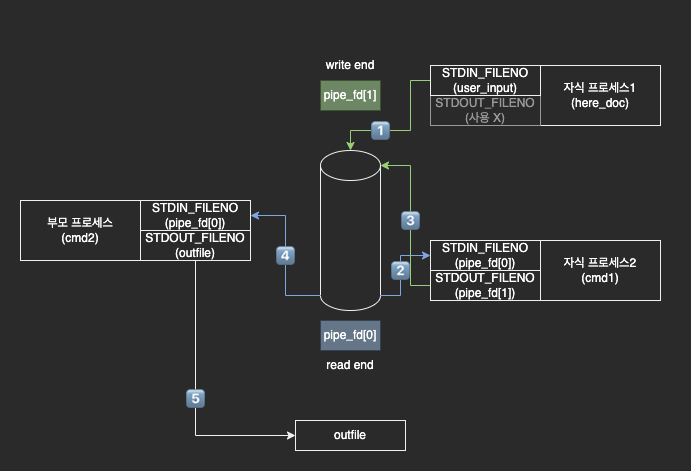 write end
pipe_fd[1]
STDIN_FILENO
(user_input)
STDOUT_FILENO
(사용 X)
자식 프로세스1
(here_doc)
1
부모 프로세스
(cmd2)
STDIN_FILENO
(pipe_fd[0])
STDOUT_FILENO
(outfile)
3
4
2
STDIN_FILENO
(pipe_fd[0])
STDOUT_FILENO
(pipe_fd[1])
자식 프로세스2
(cmd1)
pipe_fd[0]
read end
5
outfile